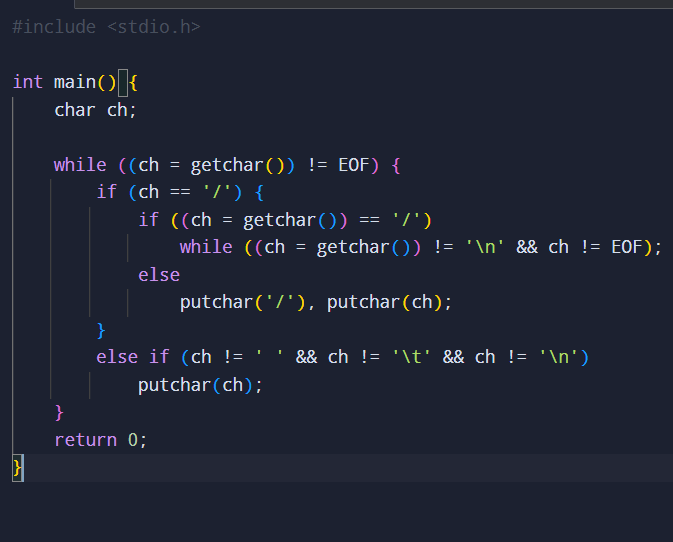 #include <stdio.h>
int main() {
    char ch;
    while ((ch = getchar()) != EOF) {
        if (ch == '/') {
            if ((ch = getchar()) == '/')
                while ((ch = getchar()) != '\n' && ch != EOF);
            else
                putchar('/'), putchar(ch);
        }
        else if (ch != ' ' && ch != '\t' && ch != '\n')
            putchar(ch);
    }
    return 0;
}